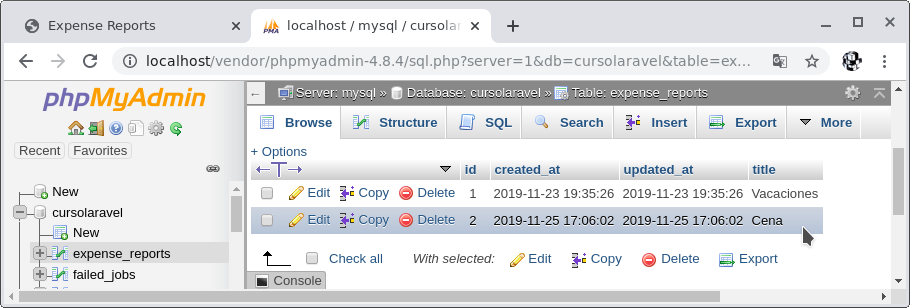 Expense Reports
localhost / mysql / cursolar
localhost/vendor/phpmyadmin-4.8.4/sql.php?server=1&db=cursolaravel&table=ex...
phpMyAdmin
Recent Favorites
New
cursolaravel
New
expense_reports
failed_jobs
Server: mysql » Database: cursolaravel » Table: expense_reports
Browse Structure SQL Search Insert Export More
+ Options
id created_at updated_at title
Edit Copy Delete 1 2019-11-23 19:35:26 2019-11-23 19:35:26 Vacaciones
Edit Copy Delete 2 2019-11-25 17:06:02 2019-11-25 17:06:02 Cena
Check all With selected: Edit Copy Delete Export
Console